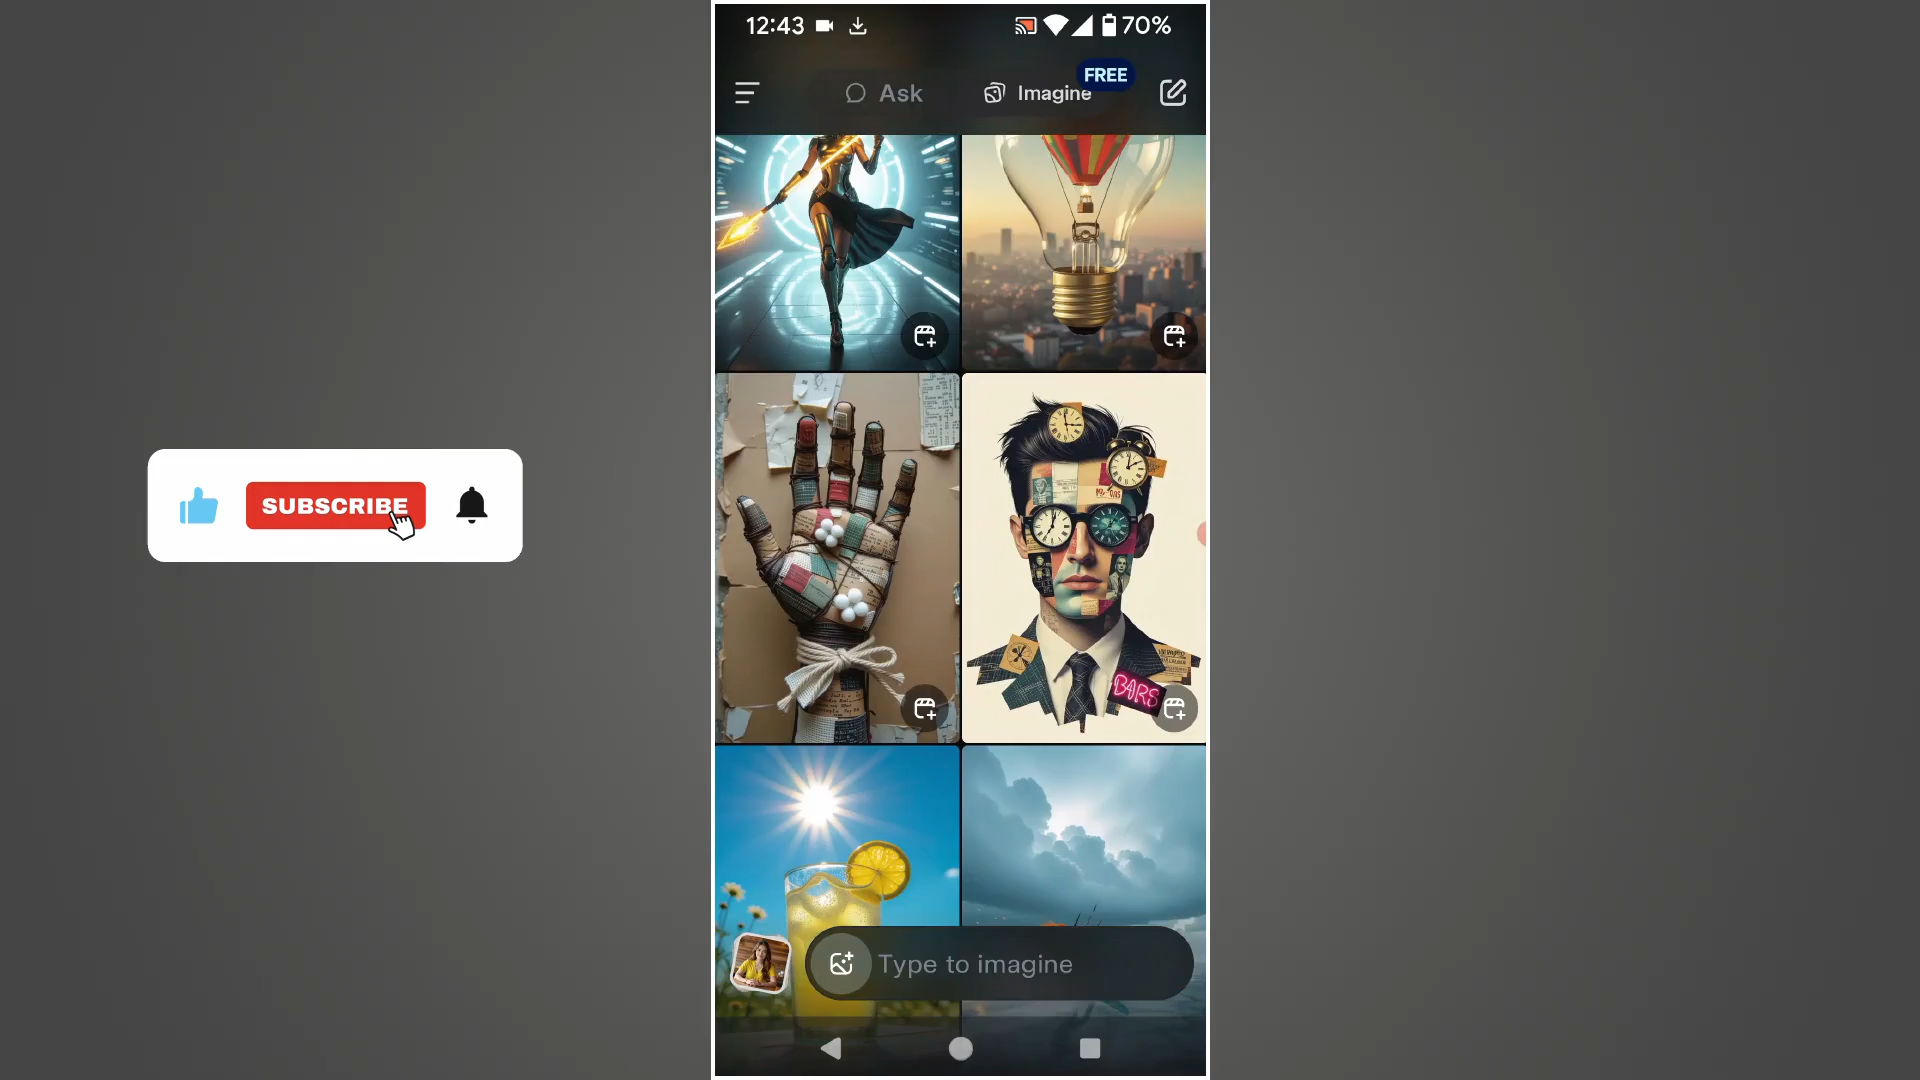 12:43
70%
Ask
Imagine
FREE
SUBSCRIBE
BARS
Type to imagine